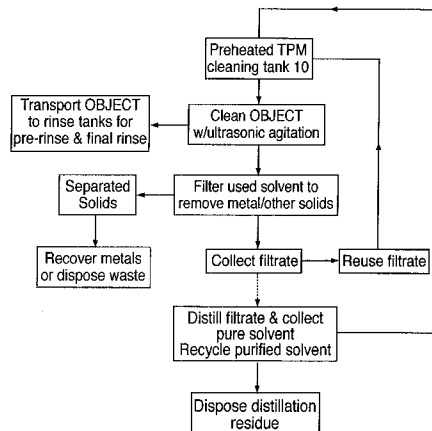 Preheated TPM
cleaning tank 10
Transport OBJECT
to rinse tanks for
pre-rinse & final rinse
Clean OBJECT
w/ultrasonic agitation
Separated
Solids
Filter used solvent to
remove metal/other solids
Recover metals
or dispose waste
Collect filtrate
Reuse filtrate
Distill filtrate & collect
pure solvent
Recycle purified solvent
Dispose distillation
residue